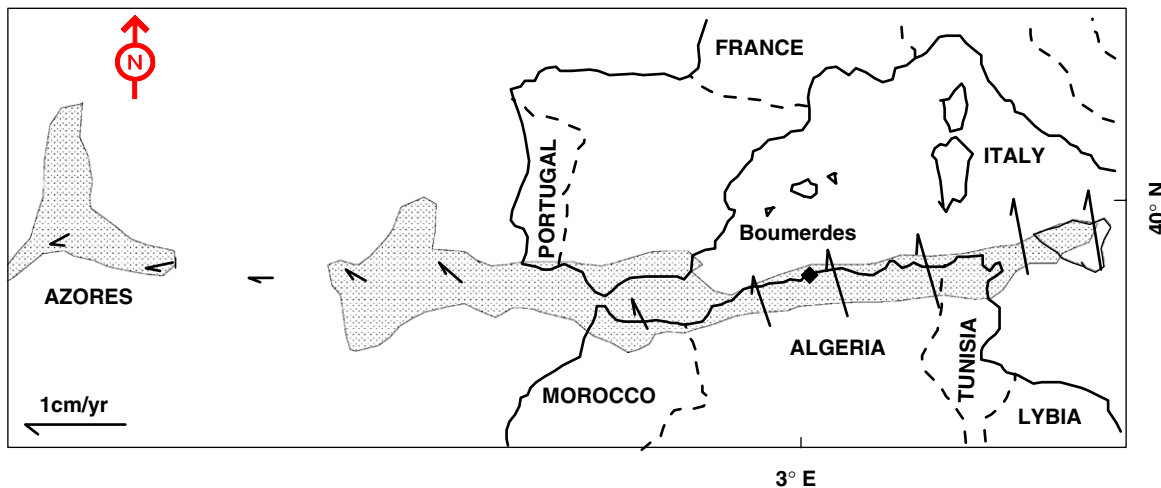 N
FRANCE
PORTUGAL
ITALY
40° N
Boumerdes
AZORES
ALGERIA
TUNISIA
MOROCCO
1cm/yr
LYBIA
3° E